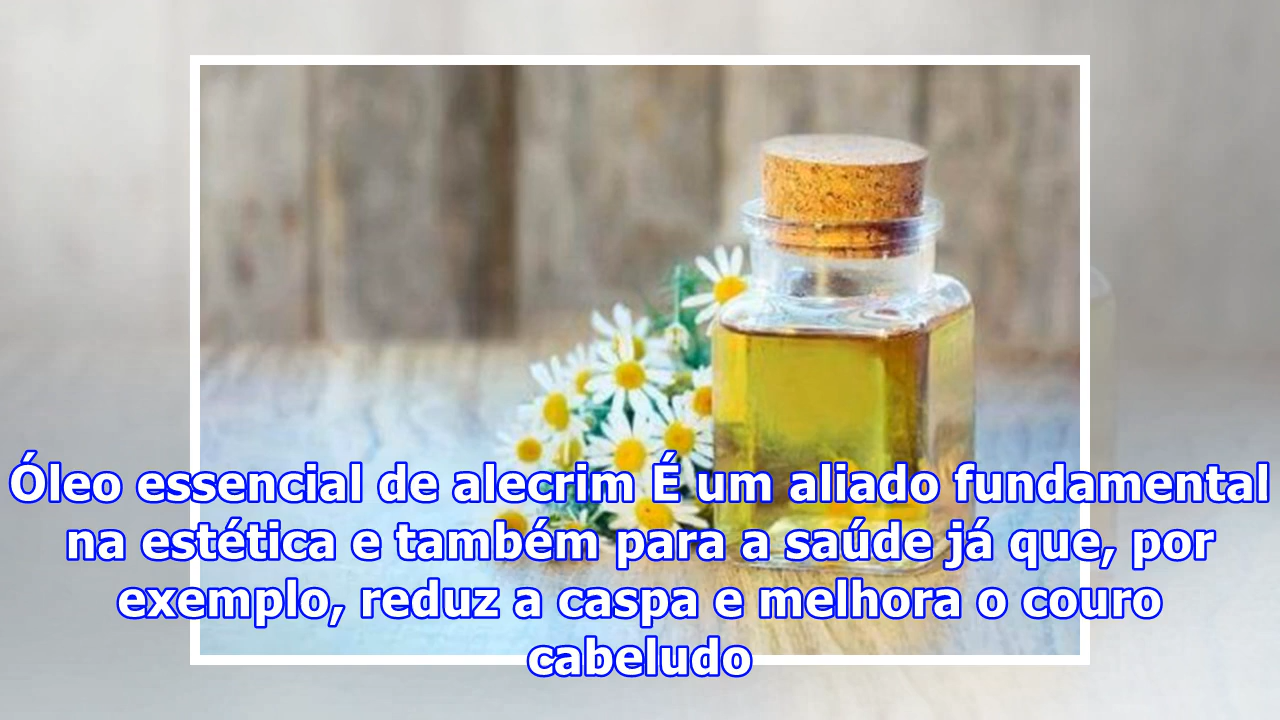 Óleo essencial de alecrim É um aliado fundamental
na estética e também para a saúde já que, por
exemplo, reduz a caspa e melhora o couro
cabeludo